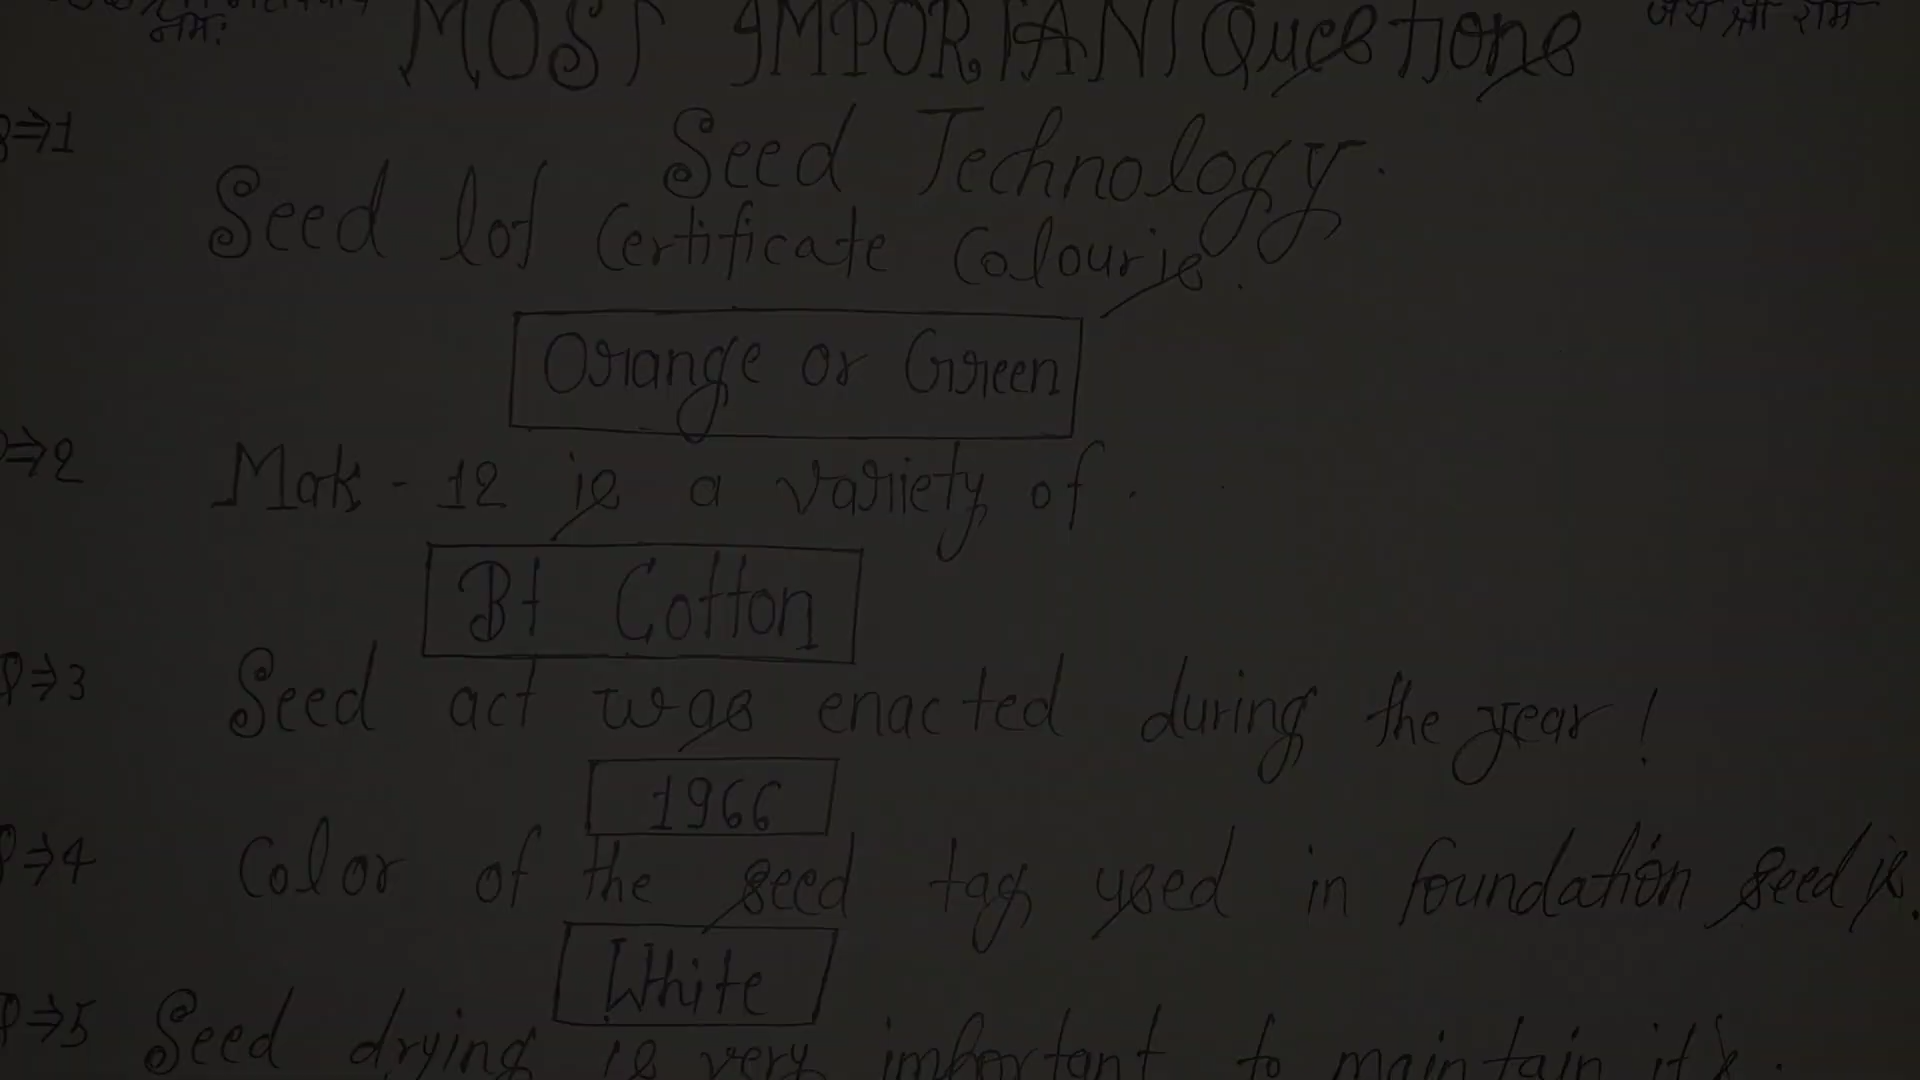 नमः
जय श्री राम
MOST IMPORTANT Questions
Seed Technology.
Q⇒1
Seed lot Certificate Colour is.
Orange or Green
Q⇒2 Mak - 12 is a variety of.
Bt Cotton
Q⇒3 Seed act was enacted during the year!
1966
Q⇒4 Color of the seed tag used in foundation seed is.
White
Q⇒5 Seed drying is very important to maintain it's.